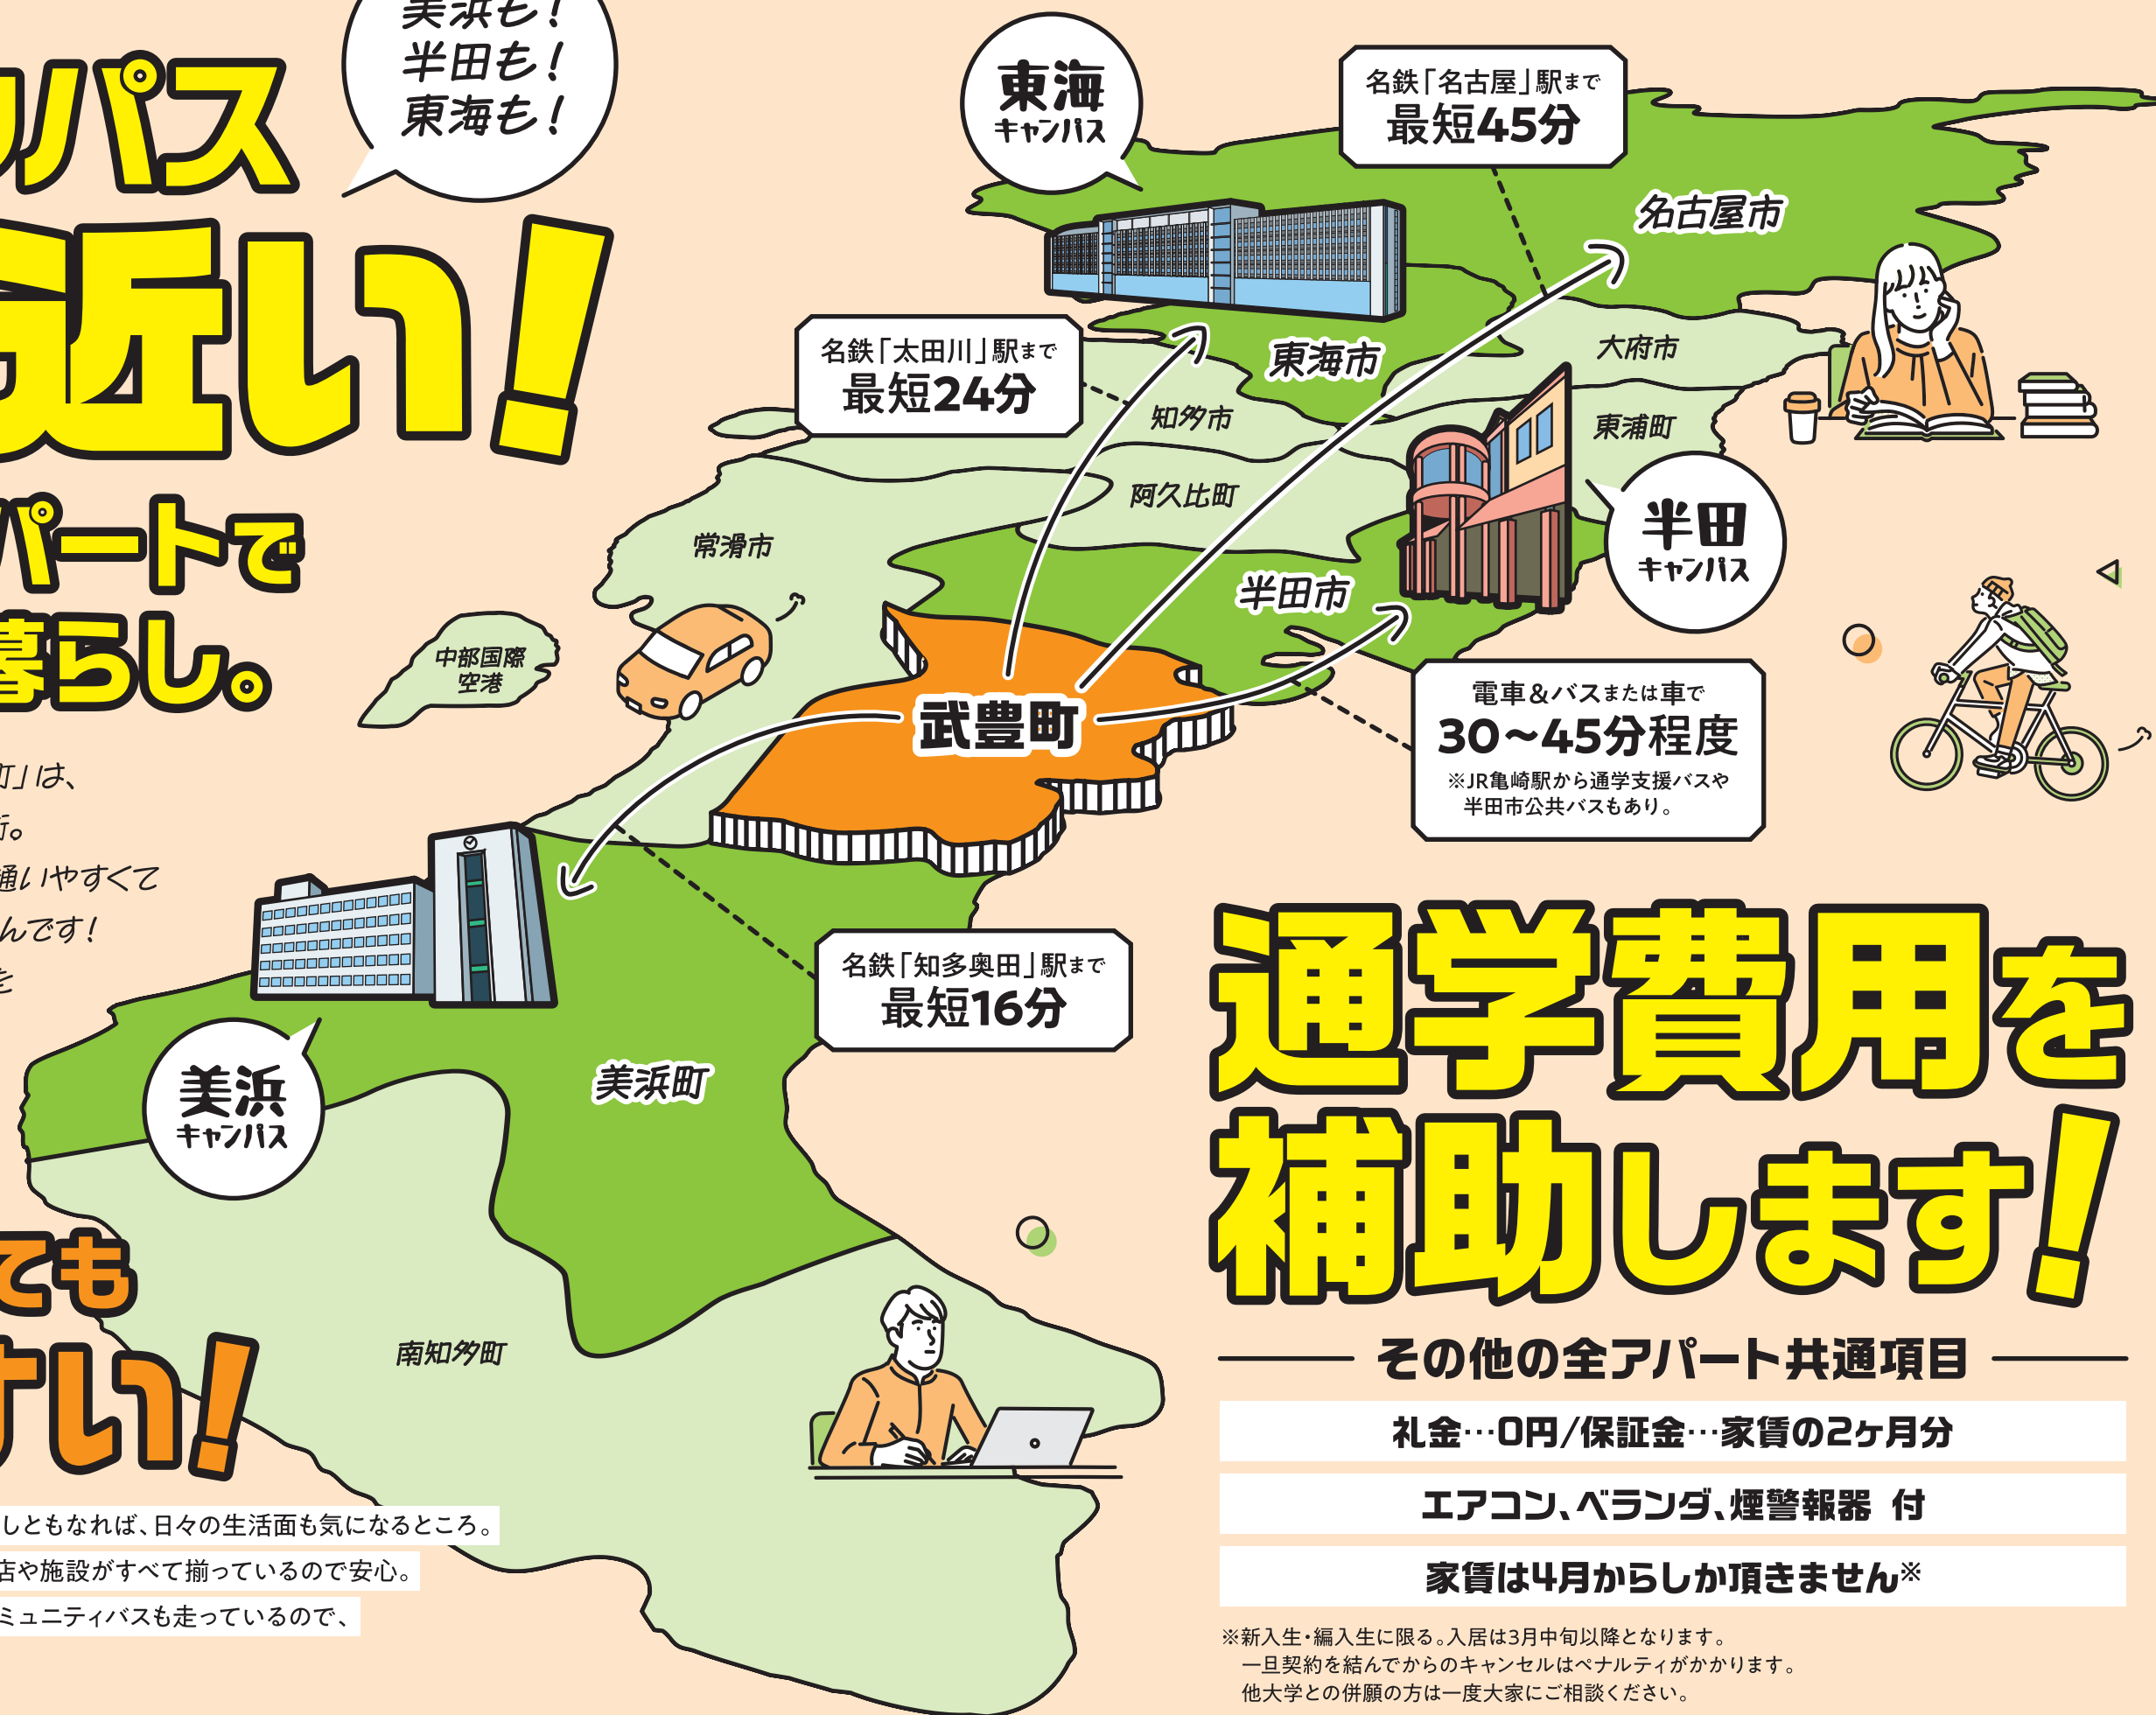 美浜も!
半田も!
東海も!
パス
近い!
パートで
暮らし。
町」は、
通いやすくて
んです!
を
ても
すい!
しともなれば、日々の生活面も気になるところ。
店や施設がすべて揃っているので安心。
ミュニティバスも走っているので、
東海
キャンパス
名鉄「名古屋」駅まで
最短45分
名古屋市
名鉄「太田川」駅まで
最短24分
東海市
大府市
知多市
東浦町
阿久比町
常滑市
半田
キャンパス
半田市
中部国際
空港
武豊町
電車&バスまたは車で
30〜45分程度
※JR亀崎駅から通学支援バスや
半田市公共バスもあり。
名鉄「知多奥田」駅まで
最短16分
美浜
キャンパス
美浜町
南知多町
通学費用を
補助します!
その他の全アパート共通項目
礼金…0円/保証金…家賃の2ヶ月分
エアコン、ベランダ、煙警報器 付
家賃は4月からしか頂きません※
※新入生・編入生に限る。入居は3月中旬以降となります。
一旦契約を結んでからのキャンセルはペナルティがかかります。
他大学との併願の方は一度大家にご相談ください。